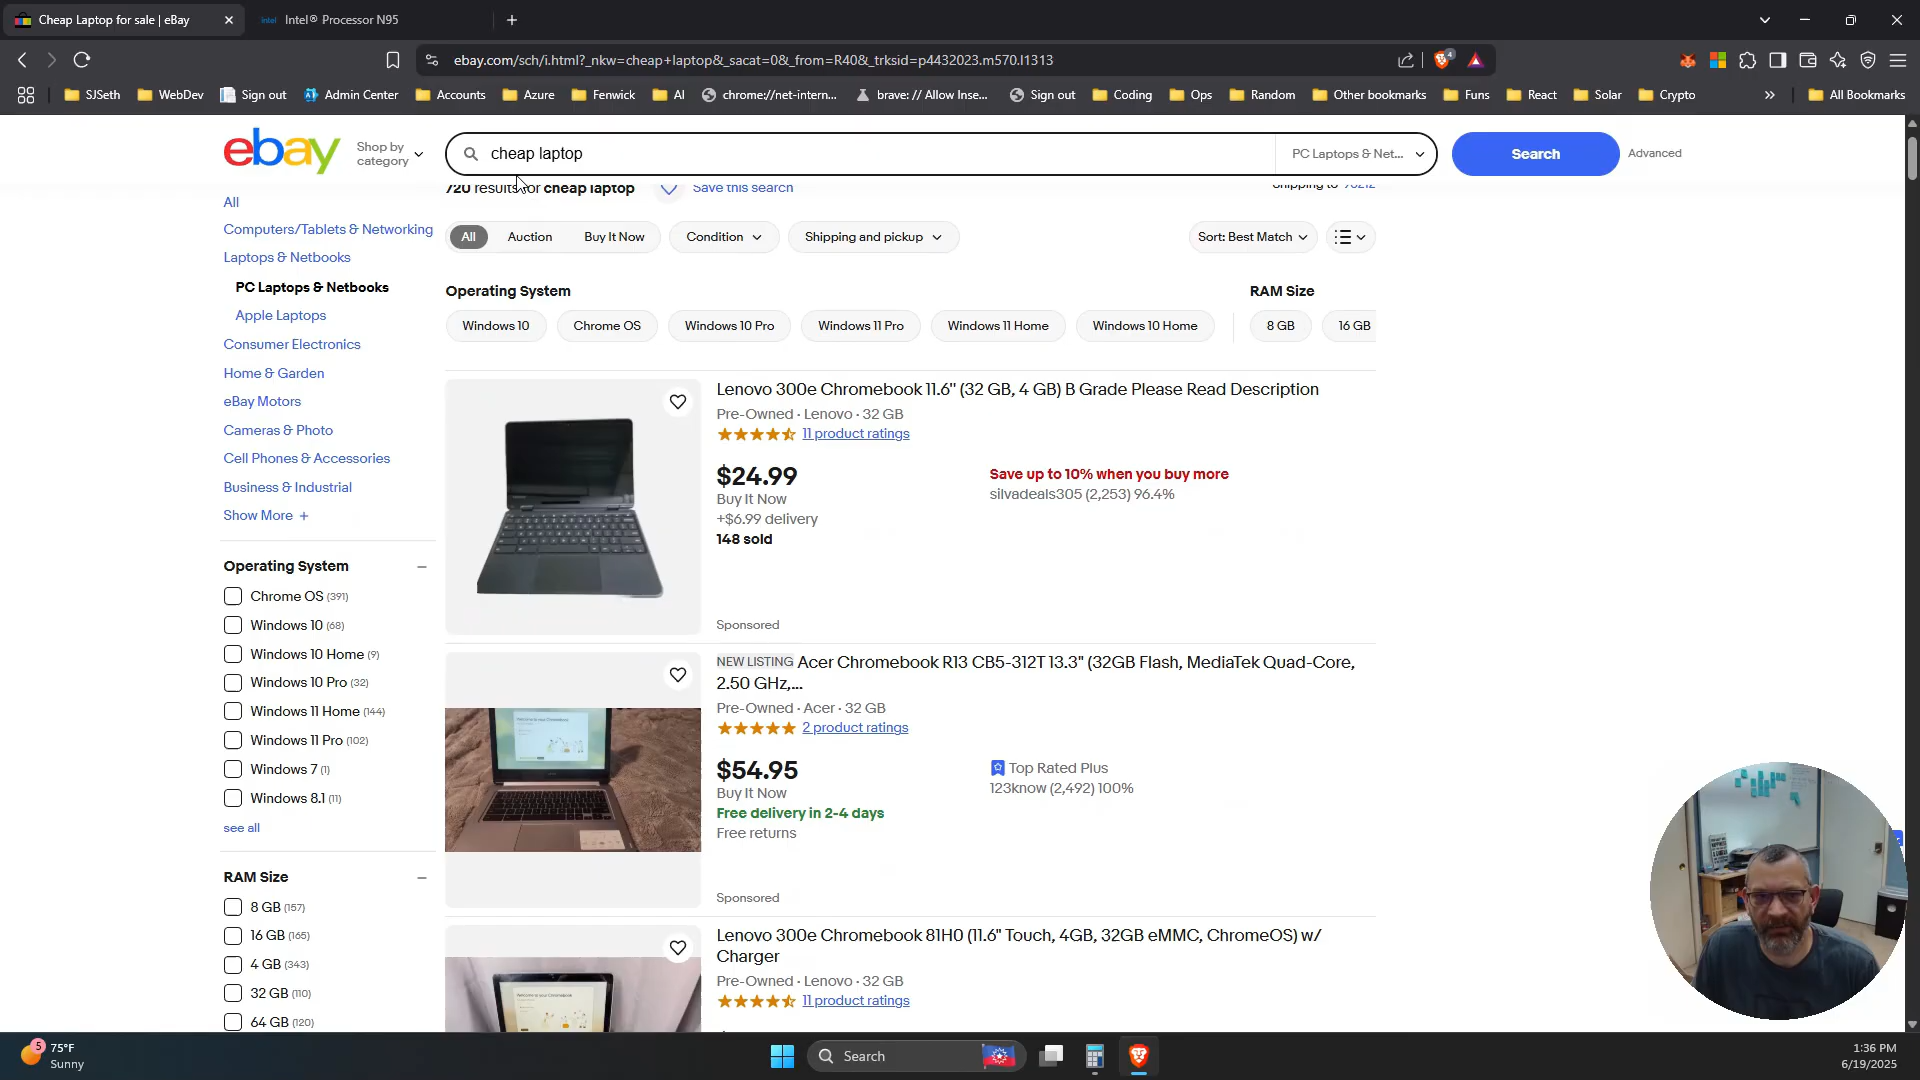 Cheap Laptop for sale | eBay
intel
Intel® Processor N95
ebay.com/sch/i.html?_nkw=cheap+laptop&_sacat=0&_from=R40&_trksid=p4432023.m570.l1313
4
SJSeth
WebDev
Sign out
Admin Center
Accounts
Azure
Fenwick
AI
chrome://net-intern...
brave: // Allow Inse...
Sign out
Coding
Ops
Random
Other bookmarks
Funs
React
Solar
Crypto
All Bookmarks
ebay
Shop by
category
cheap laptop
PC Laptops & Net...
Search
Advanced
720 results for cheap laptop
Save this search
Shipping to
All
Computers/Tablets & Networking
Laptops & Netbooks
PC Laptops & Netbooks
Apple Laptops
Consumer Electronics
Home & Garden
eBay Motors
Cameras & Photo
Cell Phones & Accessories
Business & Industrial
Show More
Operating System
Chrome OS (391)
Windows 10 (68)
Windows 10 Home (9)
Windows 10 Pro (32)
Windows 11 Home (144)
Windows 11 Pro (102)
Windows 7 (1)
Windows 8.1 (11)
see all
RAM Size
8 GB (157)
16 GB (165)
4 GB (343)
32 GB (110)
64 GB (120)
All
Auction
Buy It Now
Condition
Shipping and pickup
Sort: Best Match
Operating System
RAM Size
Windows 10
Chrome OS
Windows 10 Pro
Windows 11 Pro
Windows 11 Home
Windows 10 Home
8 GB
16 GB
Lenovo 300e Chromebook 11.6" (32 GB, 4 GB) B Grade Please Read Description
Pre-Owned · Lenovo · 32 GB
11 product ratings
$24.99
Buy It Now
+$6.99 delivery
148 sold
Save up to 10% when you buy more
silvadeals305 (2,253) 96.4%
Sponsored
NEW LISTING Acer Chromebook R13 CB5-312T 13.3" (32GB Flash, MediaTek Quad-Core,
2.50 GHz,...
Pre-Owned · Acer · 32 GB
2 product ratings
$54.95
Buy It Now
Free delivery in 2-4 days
Free returns
Top Rated Plus
123know (2,492) 100%
Sponsored
Lenovo 300e Chromebook 81H0 (11.6" Touch, 4GB, 32GB eMMC, ChromeOS) w/
Charger
Pre-Owned · Lenovo · 32 GB
11 product ratings
5
75°F
Sunny
Search
1:36 PM
6/19/2025